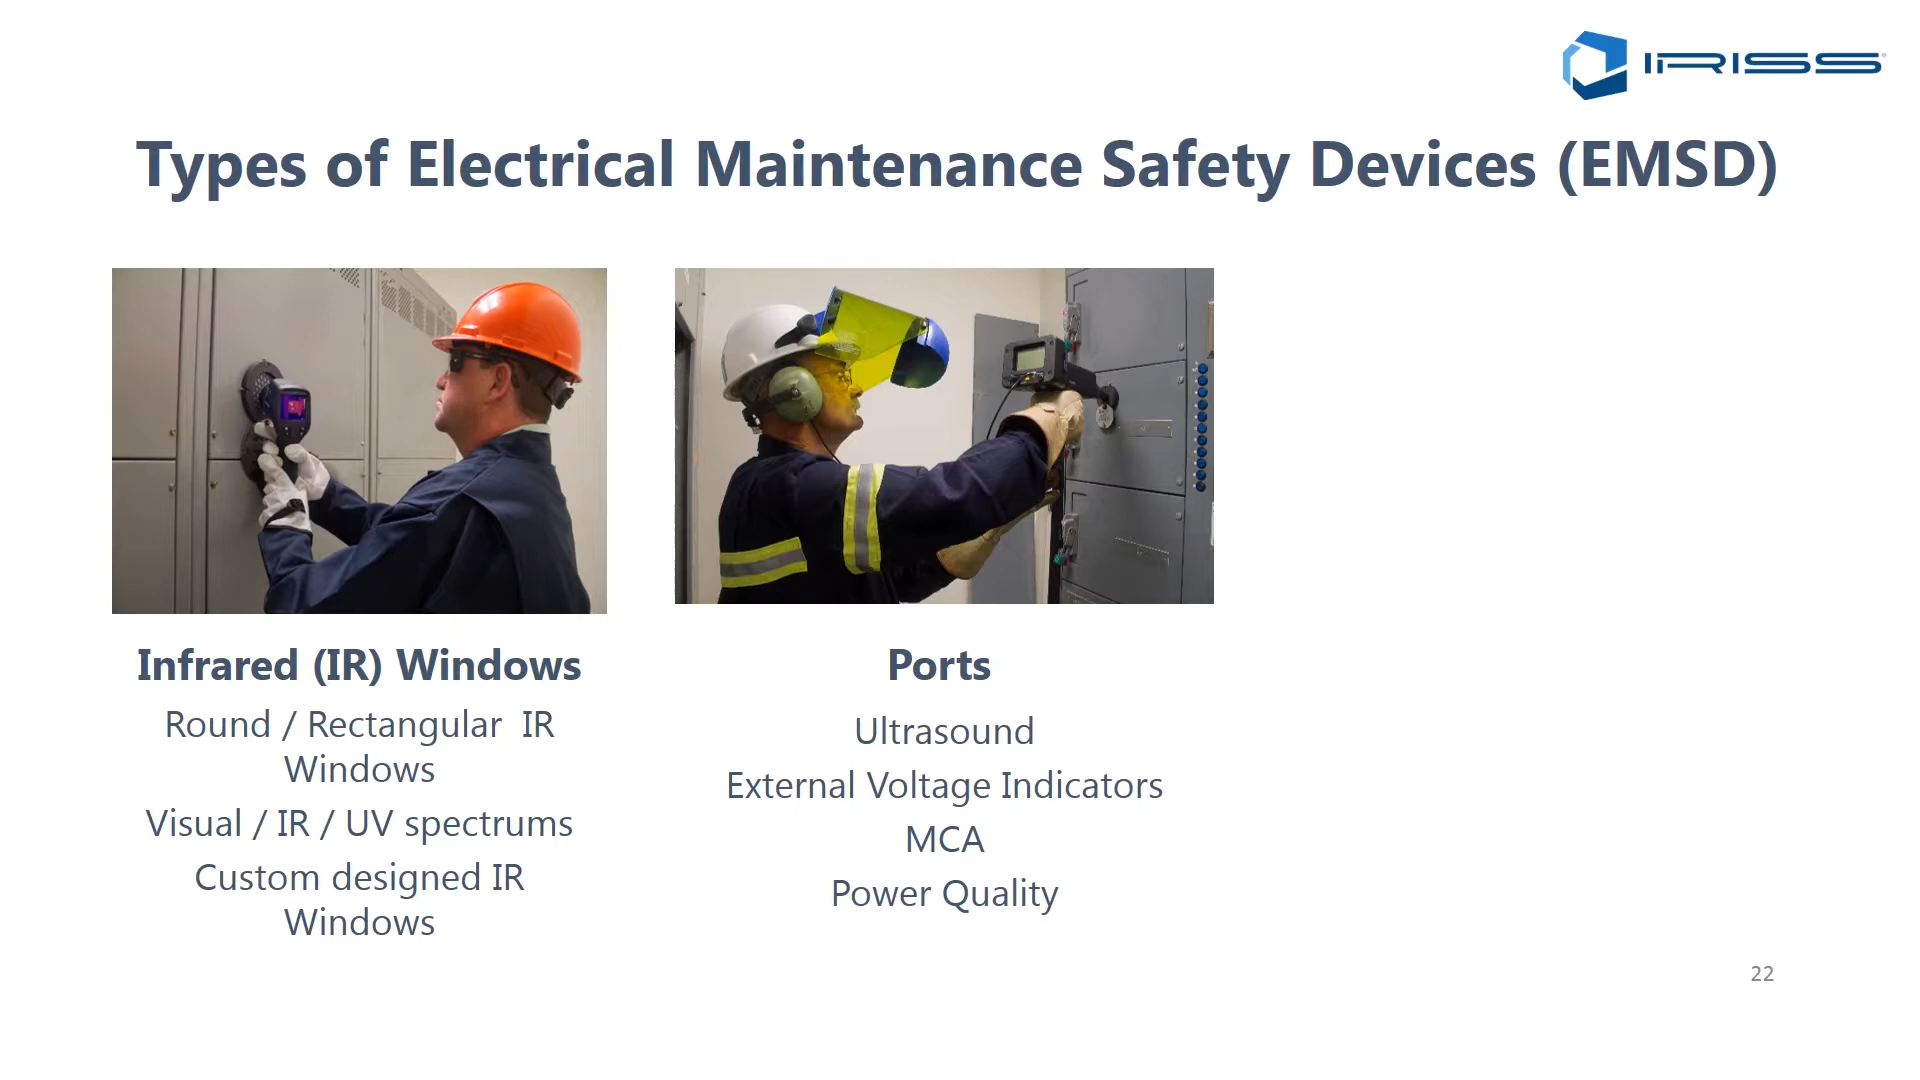 IRISS
Types of Electrical Maintenance Safety Devices (EMSD)
Infrared (IR) Windows
Round / Rectangular IR
Windows
Visual / IR / UV spectrums
Custom designed IR
Windows
Ports
Ultrasound
External Voltage Indicators
MCA
Power Quality
22